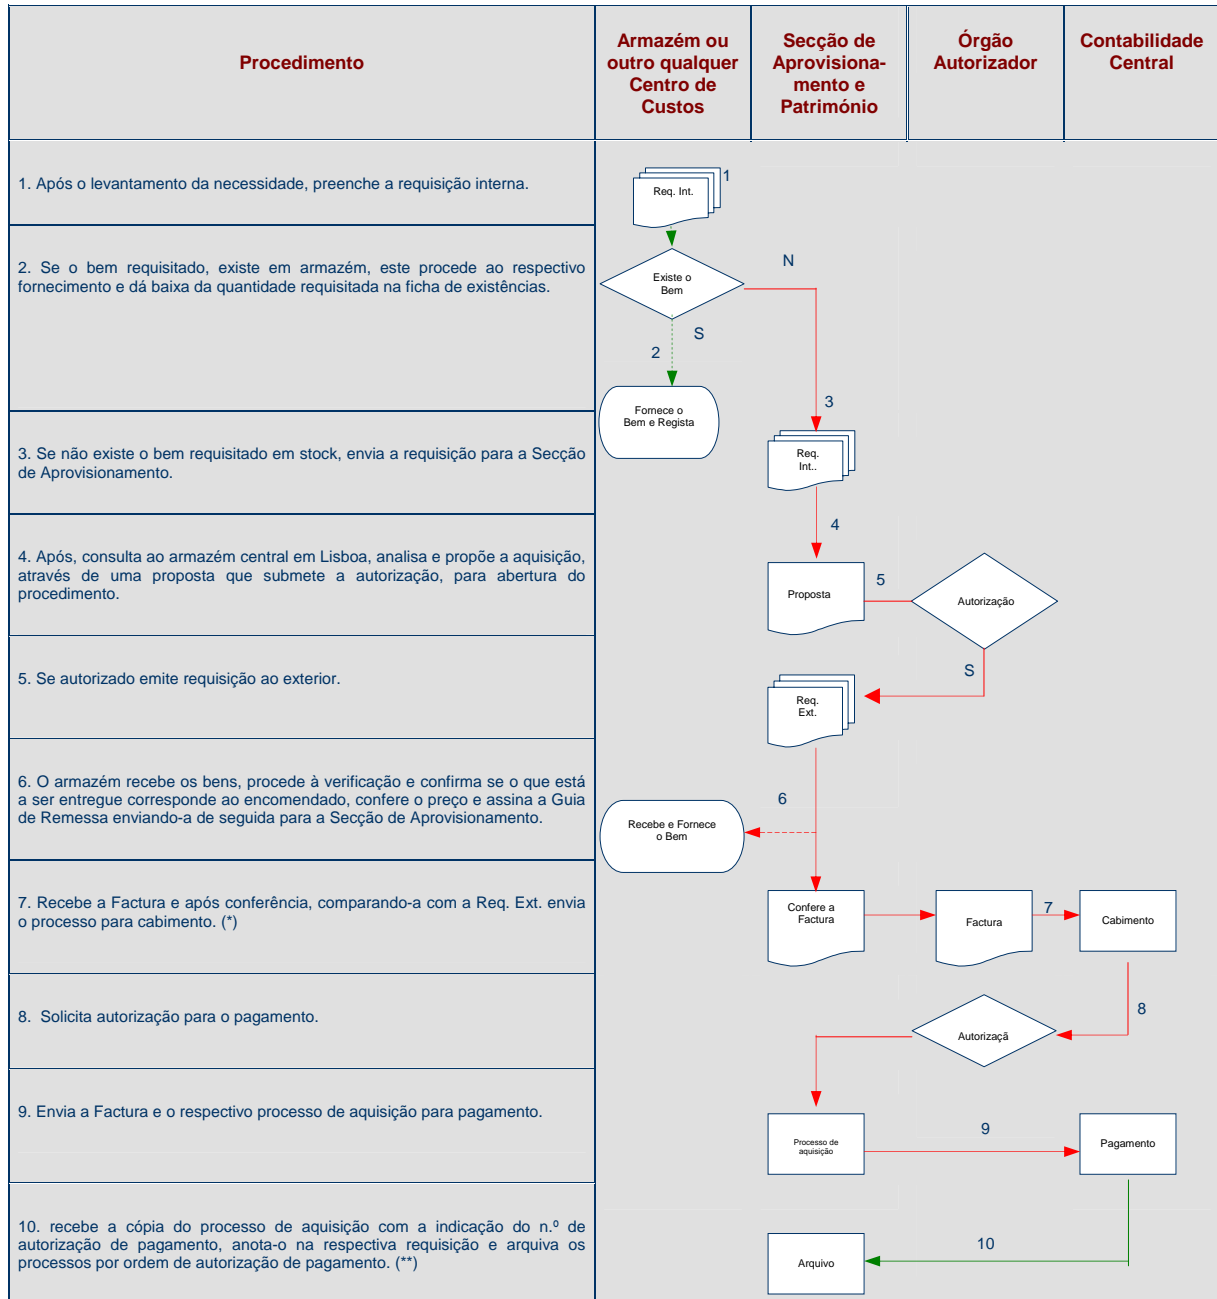 Procedimento
Armazém ou
outro qualquer
Centro de
Custos
Secção de
Aprovisiona-
mento e
Património
Órgão
Autorizador
Contabilidade
Central
1. Após o levantamento da necessidade, preenche a requisição interna.
Req. Int.
1
2. Se o bem requisitado, existe em armazém, este procede ao respectivo
fornecimento e dá baixa da quantidade requisitada na ficha de existências.
Existe o
Bem
N
S
2
Fornece o
Bem e Regista
3
3. Se não existe o bem requisitado em stock, envia a requisição para a Secção
de Aprovisionamento.
Req.
Int..
4
4. Após, consulta ao armazém central em Lisboa, analisa e propõe a aquisição,
através de uma proposta que submete a autorização, para abertura do
procedimento.
Proposta
5
Autorização
5. Se autorizado emite requisição ao exterior.
S
Req.
Ext.
6. O armazém recebe os bens, procede à verificação e confirma se o que está
a ser entregue corresponde ao encomendado, confere o preço e assina a Guia
de Remessa enviando-a de seguida para a Secção de Aprovisionamento.
6
Recebe e Fornece
o Bem
7. Recebe a Factura e após conferência, comparando-a com a Req. Ext. envia
o processo para cabimento. (*)
Confere a
Factura
Factura
7
Cabimento
8. Solicita autorização para o pagamento.
8
Autorizaçã
9. Envia a Factura e o respectivo processo de aquisição para pagamento.
Processo de
aquisição
9
Pagamento
10. recebe a cópia do processo de aquisição com a indicação do n.º de
autorização de pagamento, anota-o na respectiva requisição e arquiva os
processos por ordem de autorização de pagamento. (**)
Arquivo
10